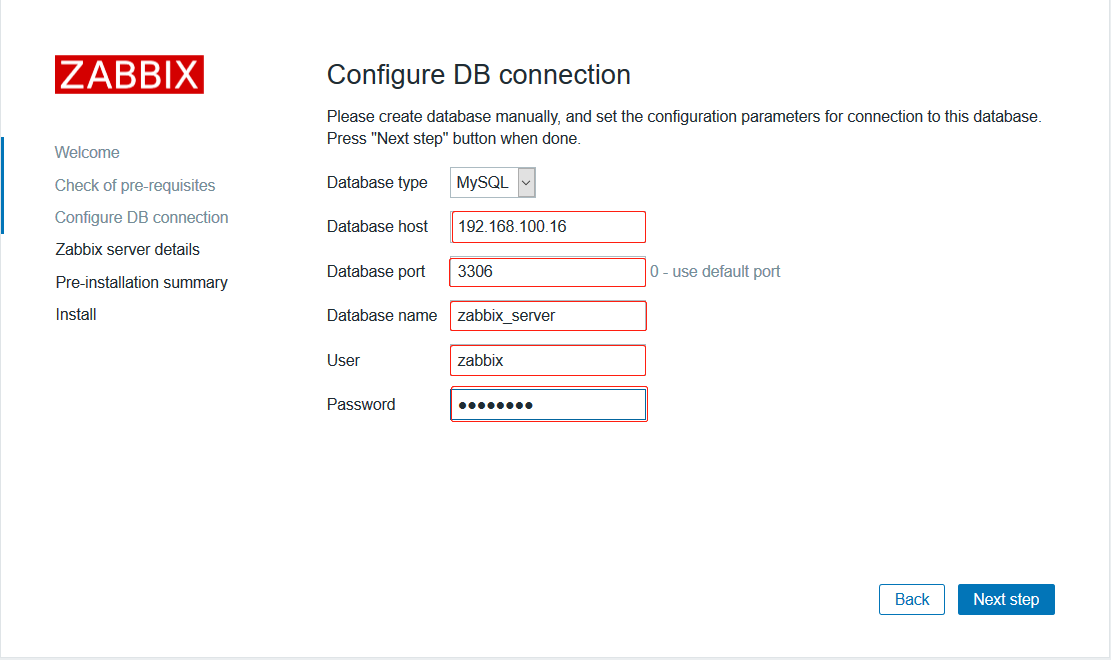 ZABBIX
Welcome
Check of pre-requisites
Configure DB connection
Zabbix server details
Pre-installation summary
Install
Configure DB connection
Please create database manually, and set the configuration parameters for connection to this database.
Press "Next step" button when done.
Database type MySQL
Database host 192.168.100.16
Database port 3306 0 - use default port
Database name zabbix_server
User zabbix
Password ●●●●●●●●
Back Next step